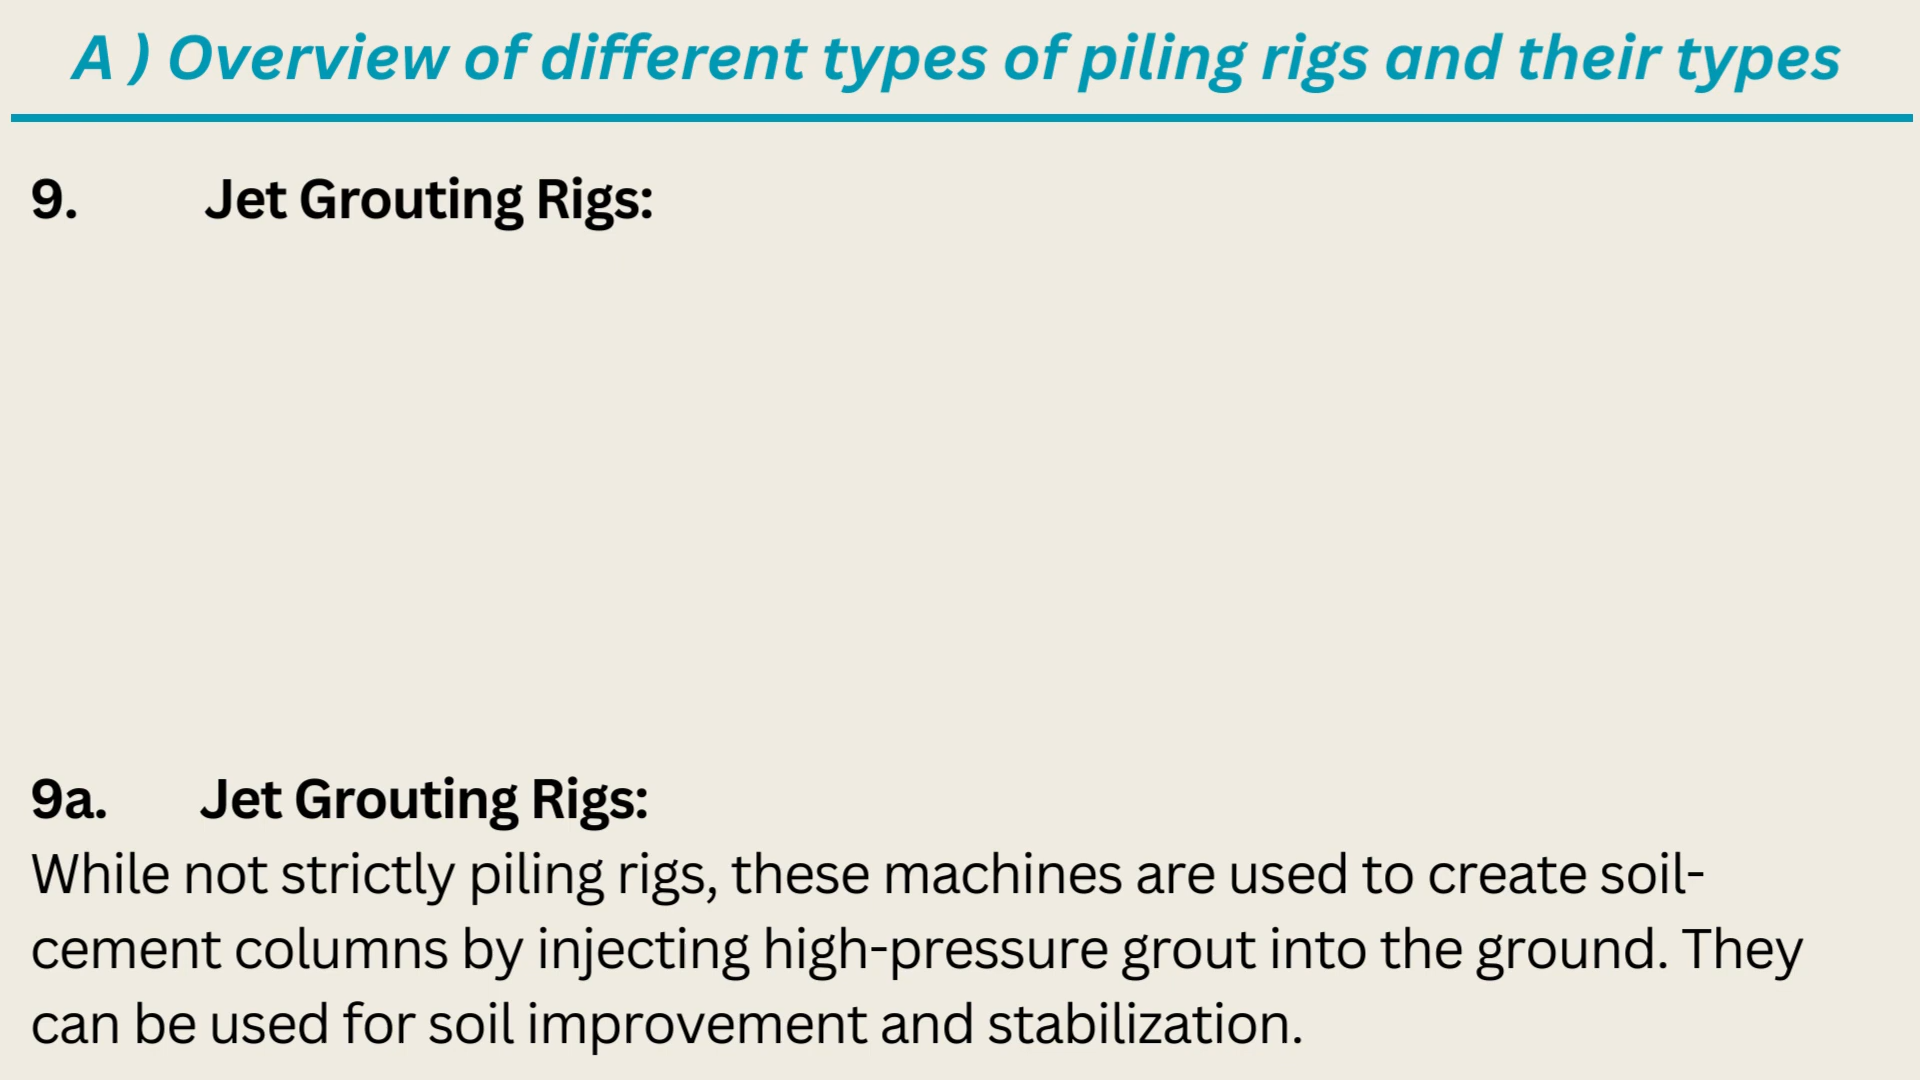 A ) Overview of different types of piling rigs and their types
9. Jet Grouting Rigs:
9a. Jet Grouting Rigs:
While not strictly piling rigs, these machines are used to create soil-
cement columns by injecting high-pressure grout into the ground. They
can be used for soil improvement and stabilization.